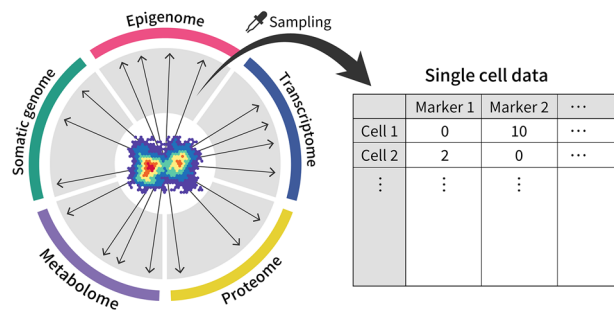 Epigenome
Sampling
Somatic genome
Transcriptome
Metabolome
Proteome
Single cell data
Marker 1 Marker 2 ⋯
Cell 1 0 10 ⋯
Cell 2 2 0 ⋯
⋮ ⋮ ⋮